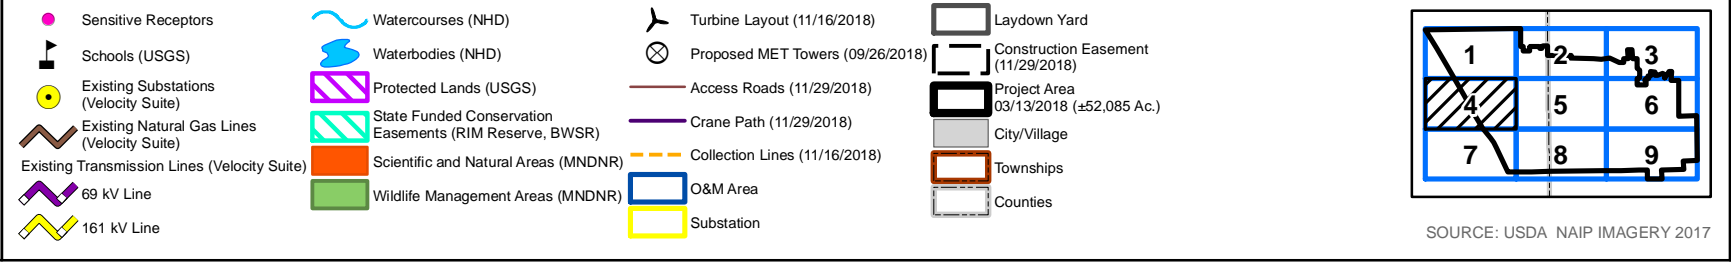 Sensitive Receptors
Schools (USGS)
Existing Substations
(Velocity Suite)
Existing Natural Gas Lines
(Velocity Suite)
Existing Transmission Lines (Velocity Suite)
69 kV Line
161 kV Line
Watercourses (NHD)
Waterbodies (NHD)
Protected Lands (USGS)
State Funded Conservation
Easements (RIM Reserve, BWSR)
Scientific and Natural Areas (MNDNR)
Wildlife Management Areas (MNDNR)
Turbine Layout (11/16/2018)
Proposed MET Towers (09/26/2018)
Access Roads (11/29/2018)
Crane Path (11/29/2018)
Collection Lines (11/16/2018)
O&M Area
Substation
Laydown Yard
Construction Easement
(11/29/2018)
Project Area
03/13/2018 (±52,085 Ac.)
City/Village
Townships
Counties
1 2 3
4 5 6
7 8 9
SOURCE: USDA NAIP IMAGERY 2017